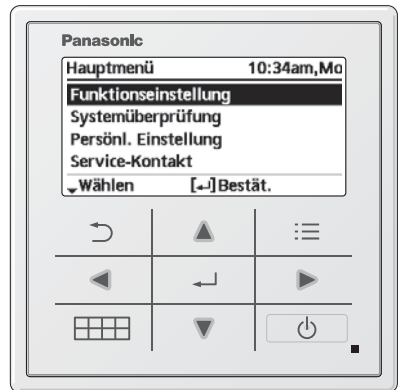 Panasonic
Hauptmenü 10:34am,Mo
Funktionseinstellung
Systemüberprüfung
Persönl. Einstellung
Service-Kontakt
Wählen [↵]Bestät.